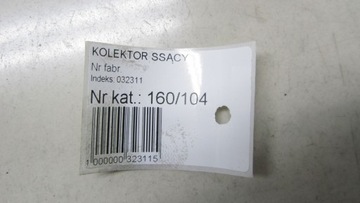 KOLEKTOR SSĄCY
Nr fabr
Indeks: 032311
Nr kat.: 160/104
1 000000 323115